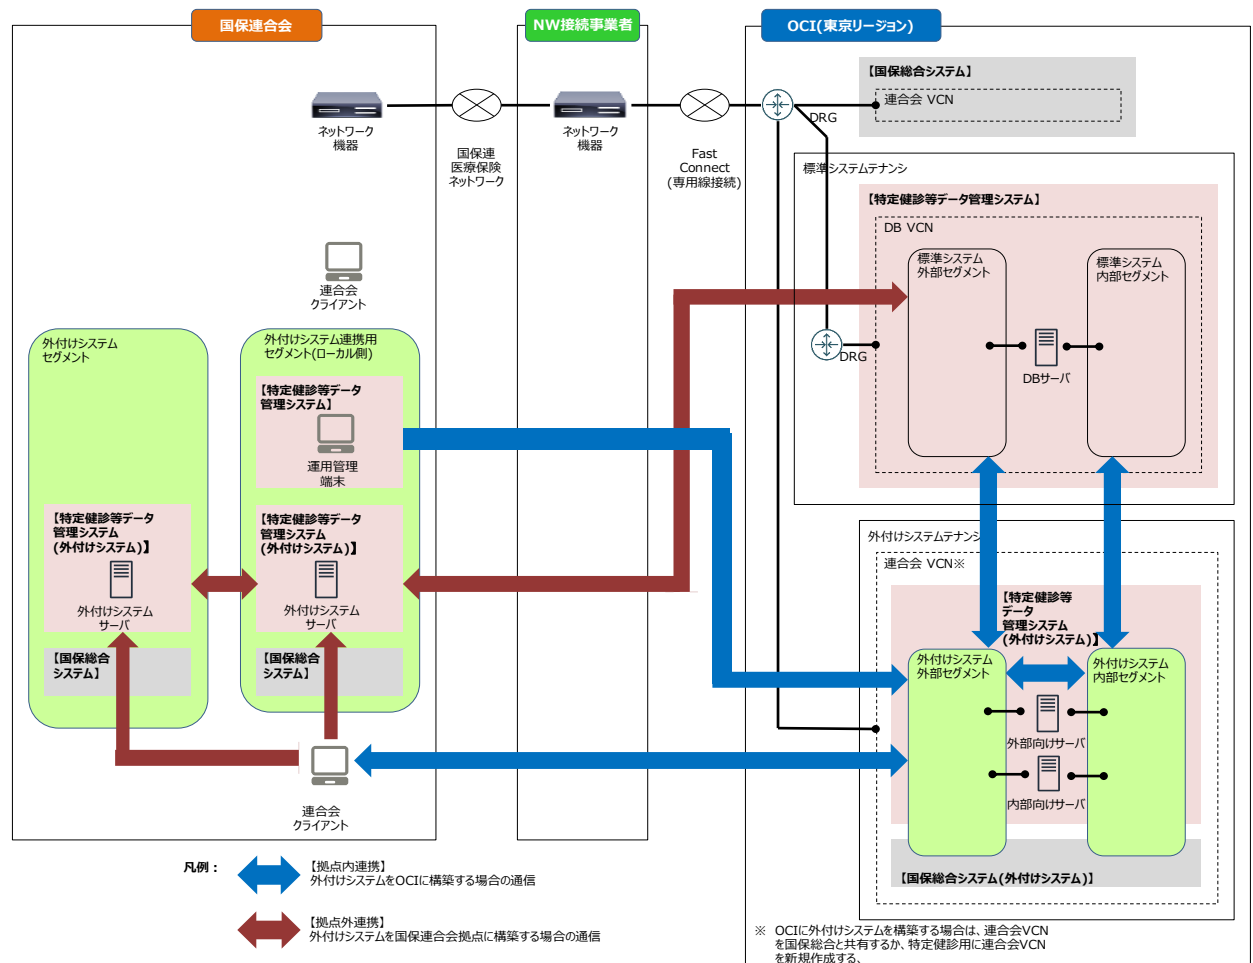 国保連合会
NW接続事業者
OCI(東京リージョン)
【国保総合システム】
連合会 VCN
DRG
ネットワーク
機器
国保連
医療保険
ネットワーク
ネットワーク
機器
Fast
Connect
(専用線接続)
標準システムテナンシ
【特定健診等データ管理システム】
DB VCN
標準システム
外部セグメント
標準システム
内部セグメント
DBサーバ
DRG
連合会
クライアント
外付けシステム
セグメント
外付けシステム連携用
セグメント(ローカル側)
【特定健診等データ
管理システム】
運用管理
端末
【特定健診等データ
管理システム
(外付けシステム)】
外付けシステム
サーバ
【国保総合
システム】
【特定健診等データ
管理システム
(外付けシステム)】
外付けシステム
サーバ
【国保総合
システム】
連合会
クライアント
外付けシステムテナンシ
連合会 VCN※
【特定健診等
データ
管理システム
(外付けシステム)】
外付けシステム
外部セグメント
外付けシステム
内部セグメント
外部向けサーバ
内部向けサーバ
【国保総合システム(外付けシステム)】
凡例：
【拠点内連携】
外付けシステムをOCIに構築する場合の通信
【拠点外連携】
外付けシステムを国保連合会拠点に構築する場合の通信
※ OCIに外付けシステムを構築する場合は、連合会VCN
を国保総合と共有するか、特定健診用に連合会VCN
を新規作成する、